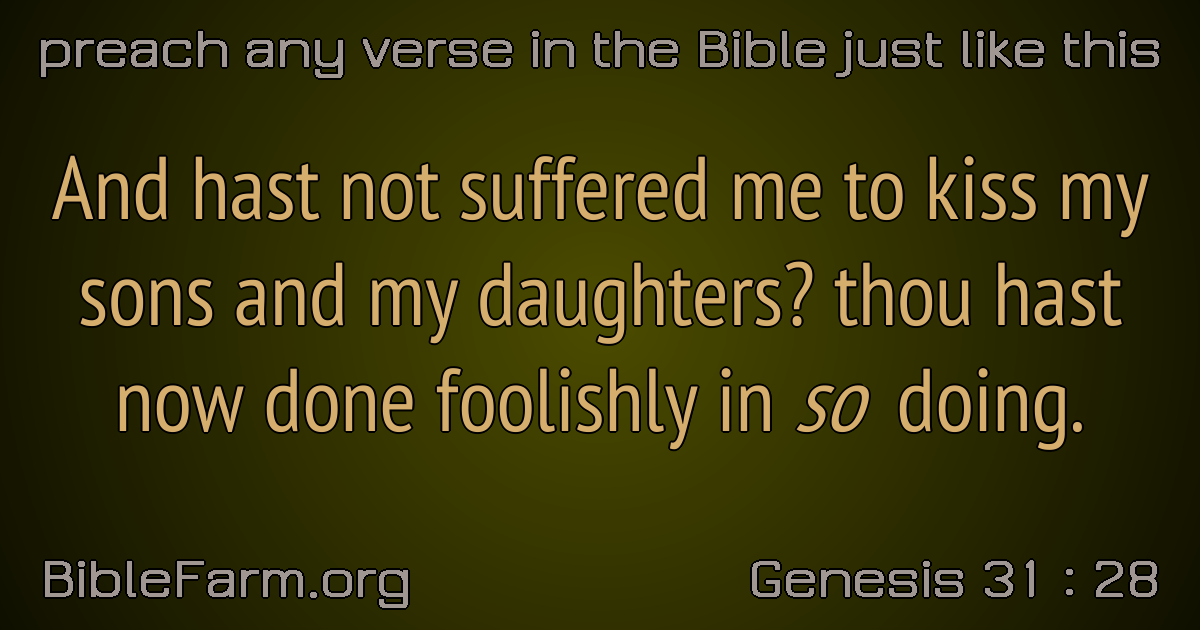 preach any verse in the Bible just like this
And hast not suffered me to kiss my
sons and my daughters? thou hast
now done foolishly in so doing.
BibleFarm.org
Genesis 31 : 28